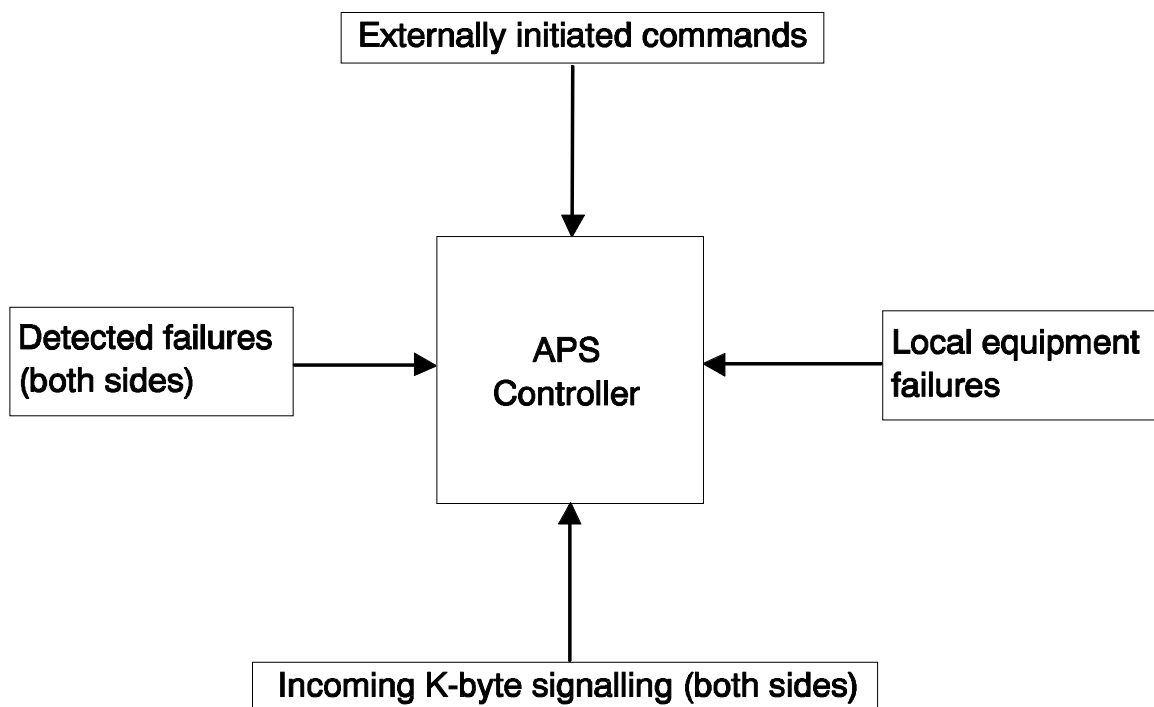 Externally initiated commands
Detected failures
(both sides)
APS
Controller
Local equipment
failures
Incoming K-byte signalling (both sides)